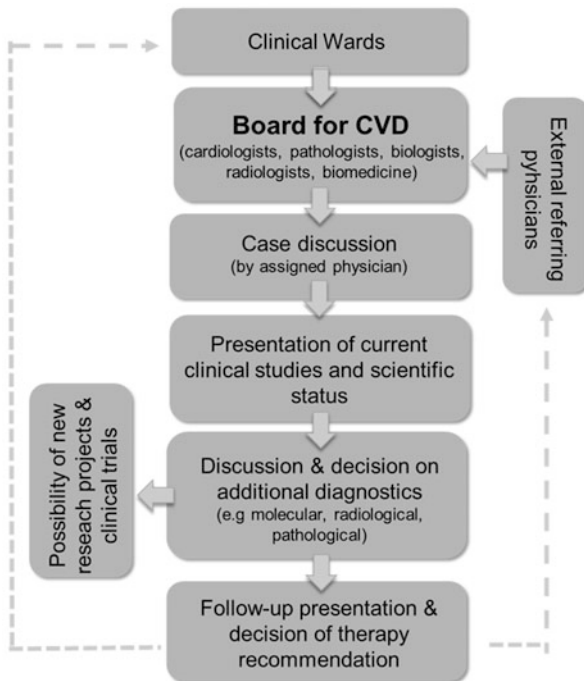 Clinical Wards
Board for CVD
(cardiologists, pathologists, biologists,
radiologists, biomedicine)
External referring
pyhsicians
Case discussion
(by assigned physician)
Presentation of current
clinical studies and scientific
status
Possibility of new
reseach projects &
clinical trials
Discussion & decision on
additional diagnostics
(e.g molecular, radiological,
pathological)
Follow-up presentation &
decision of therapy
recommendation